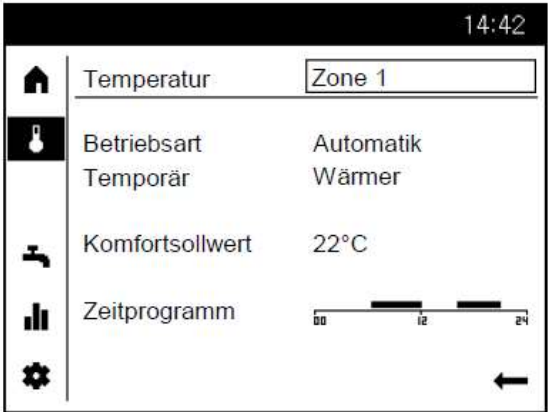 14:42
Temperatur Zone 1
Betriebsart Automatik
Temporär Wärmer
Komfortsollwert 22°C
Zeitprogramm
00 12 24